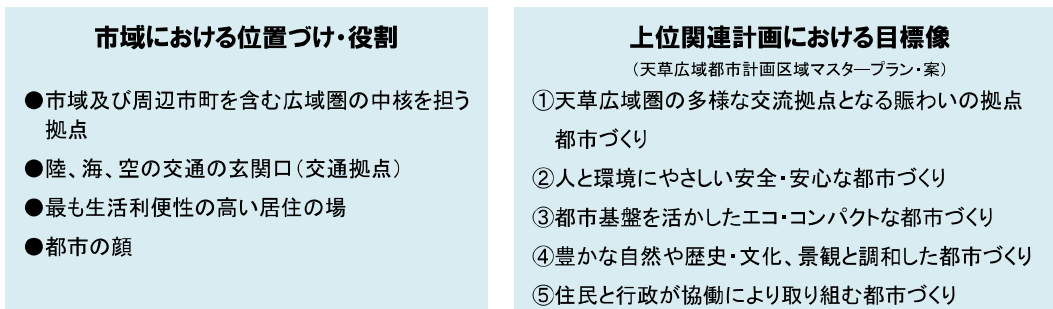 市域における位置づけ・役割
●市域及び周辺市町を含む広域圏の中核を担う
拠点
●陸、海、空の交通の玄関口（交通拠点）
●最も生活利便性の高い居住の場
●都市の顔
上位関連計画における目標像
（天草広域都市計画区域マスタープラン・案）
①天草広域圏の多様な交流拠点となる賑わいの拠点
都市づくり
②人と環境にやさしい安全・安心な都市づくり
③都市基盤を活かしたエコ・コンパクトな都市づくり
④豊かな自然や歴史・文化、景観と調和した都市づくり
⑤住民と行政が協働により取り組む都市づくり